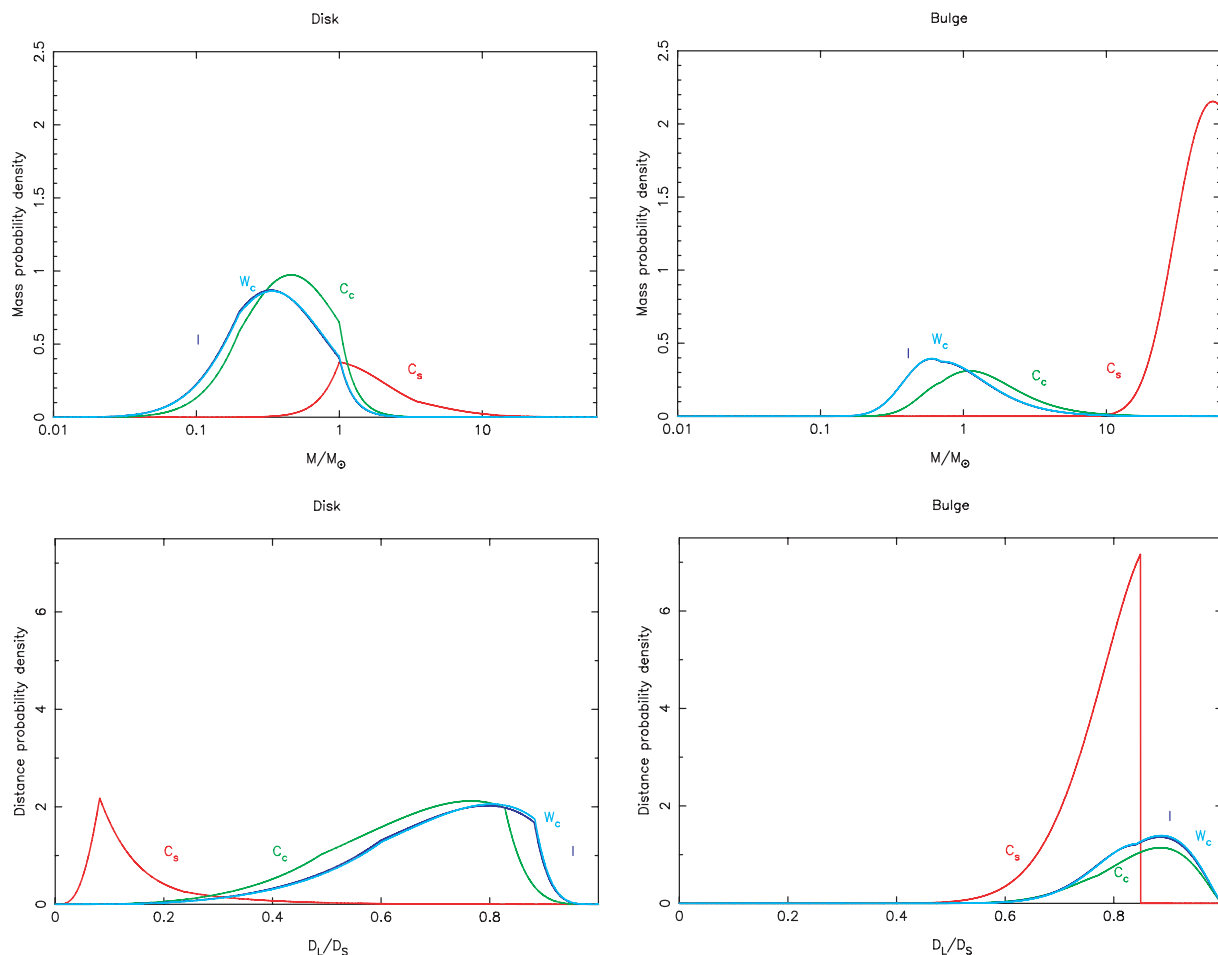 Disk
Mass probability density
2.5
2
1.5
1
0.5
0
0.01
0.1
1
10
M/M☉
W_c
C_c
C_s
I
Bulge
Mass probability density
2.5
2
1.5
1
0.5
0
0.01
0.1
1
10
M/M☉
W_c
I
C_c
C_s
Disk
Distance probability density
6
4
2
0
0
0.2
0.4
0.6
0.8
D_L/D_S
C_s
C_c
W_c
I
Bulge
Distance probability density
6
4
2
0
0
0.2
0.4
0.6
0.8
D_L/D_S
C_s
I
W_c
C_c